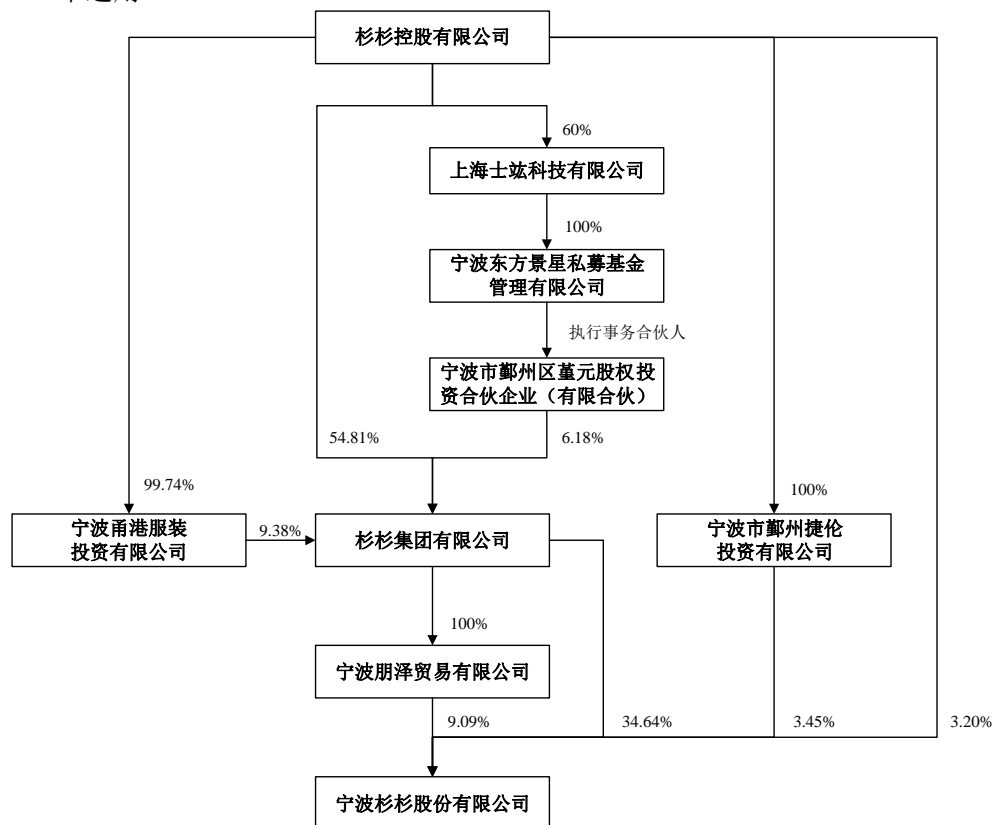 杉杉控股有限公司
60%
上海士竑科技有限公司
100%
宁波东方景星私募基金
管理有限公司
执行事务合伙人
宁波市鄞州区堇元股权投
资合伙企业（有限合伙）
54.81%
6.18%
99.74%
100%
宁波甬港服装
投资有限公司
9.38%
杉杉集团有限公司
宁波市鄞州捷伦
投资有限公司
100%
宁波朋泽贸易有限公司
9.09%
34.64%
3.45%
3.20%
宁波杉杉股份有限公司